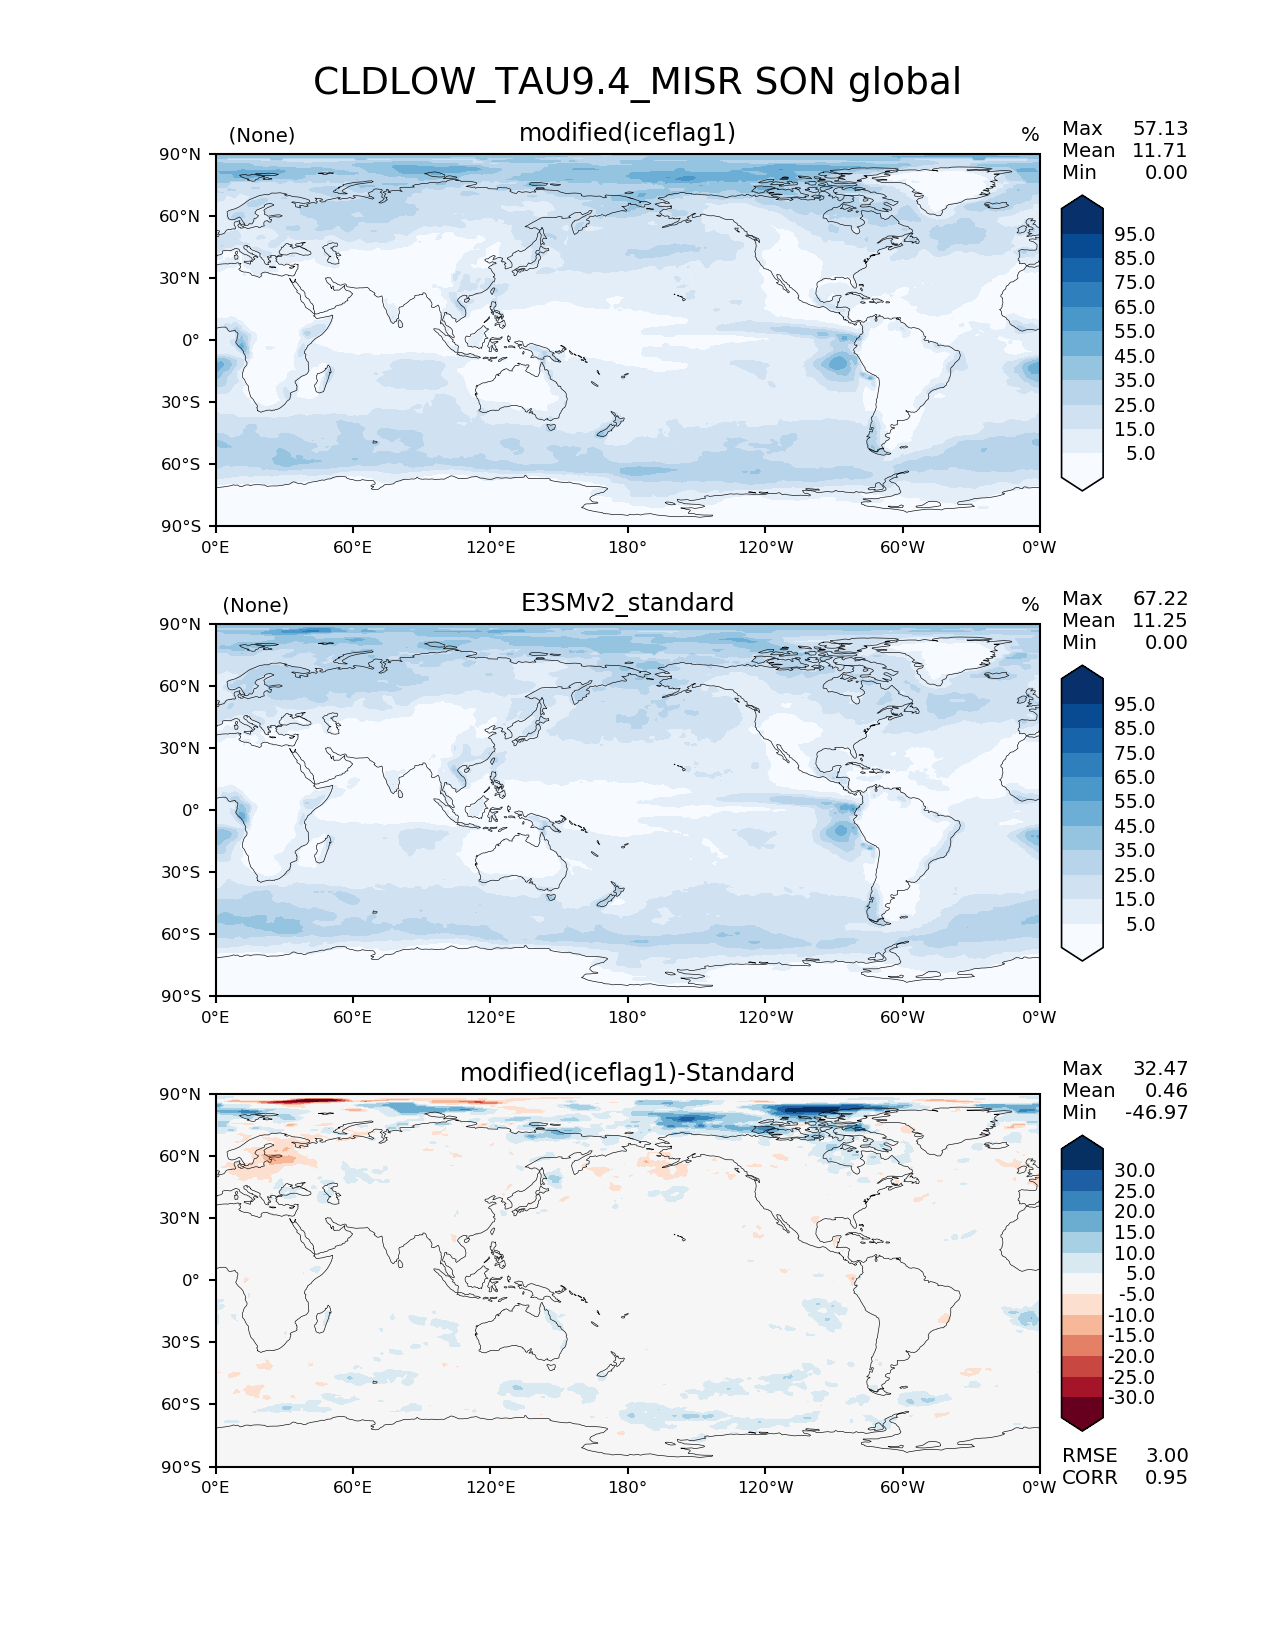 CLDLOW_TAU9.4_MISR SON global
(None) modified(iceflag1) %
Max 57.13
Mean 11.71
Min 0.00
90°N
60°N
30°N
0°
30°S
60°S
90°S
0°E 60°E 120°E 180° 120°W 60°W 0°W
95.0
85.0
75.0
65.0
55.0
45.0
35.0
25.0
15.0
5.0
(None) E3SMv2_standard %
Max 67.22
Mean 11.25
Min 0.00
90°N
60°N
30°N
0°
30°S
60°S
90°S
0°E 60°E 120°E 180° 120°W 60°W 0°W
95.0
85.0
75.0
65.0
55.0
45.0
35.0
25.0
15.0
5.0
modified(iceflag1)-Standard
Max 32.47
Mean 0.46
Min -46.97
90°N
60°N
30°N
0°
30°S
60°S
90°S
0°E 60°E 120°E 180° 120°W 60°W 0°W
30.0
25.0
20.0
15.0
10.0
5.0
-5.0
-10.0
-15.0
-20.0
-25.0
-30.0
RMSE 3.00
CORR 0.95